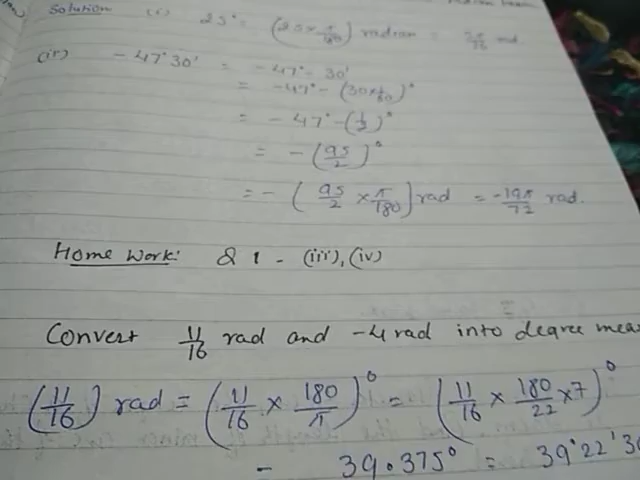 Solution (i) 25° = (25 × π/180) radian = 5π/36 rad
(ii) - 47° 30' = - 47° - 30'
= - 47° - (30 × 1/60)°
= - 47° - (1/2)°
= - (95/2)°
= - (95/2 × π/180) rad = -19π/72 rad.
Home Work: Q 1 - (iii), (iv)
Convert 11/16 rad and -4 rad into degree
(11/16) rad = (11/16 × 180/π)° = (11/16 × 180/22 × 7)°
= 39.375° = 39° 22'